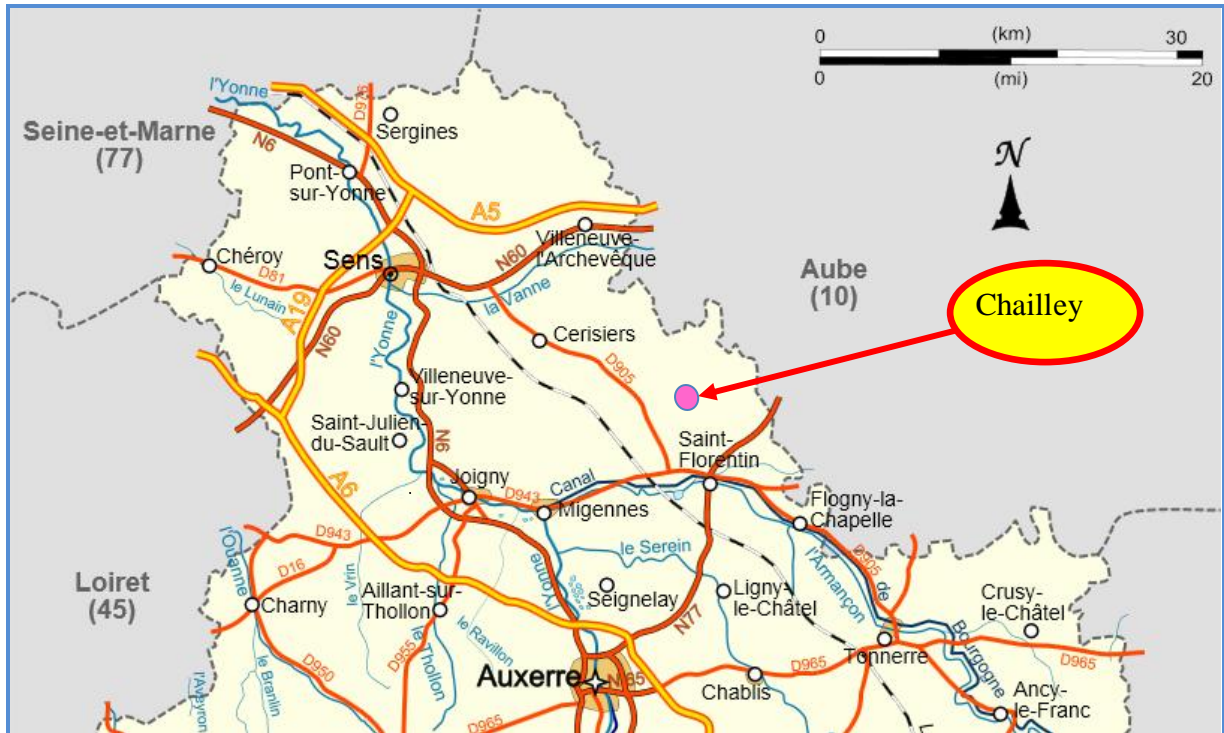 0 (km) 30
0 (mi) 20
N
l'Yonne
D976
Sergines
Seine-et-Marne
(77)
N6
Pont-
sur-Yonne
A5
Villeneuve-
l'Archevêque
Chéroy
D81
Sens
N60
le Lunain
la Vanne
Aube
(10)
Chailley
A19
N60
l'Yonne
Cerisiers
D905
Villeneuve-
sur-Yonne
Saint-Julien-
du-Sault
N6
Saint-
Florentin
A6
Joigny
D943
Canal
Migennes
Flogny-la-
Chapelle
l'Ouanne
D943
D16
le Vrin
le Serein
D905
de
l'Armançon
Loiret
(45)
Charny
Aillant-sur-
Thollon
l'Yonne
Seignelay
Ligny-
le-Châtel
Crusy-
le-Châtel
le Ravillon
N77
Bourgogne
D955
le Thollon
D950
le Branlin
Tonnerre
D965
D965
Auxerre
N65
Chablis
l'Aveyron
Ancy-
le-Franc
D965
L